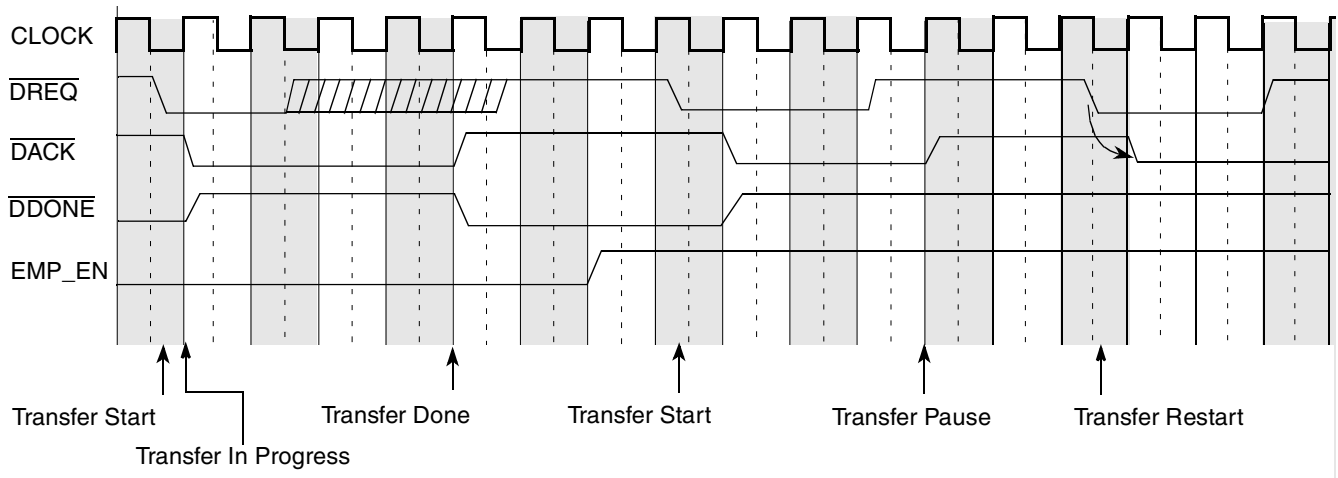 CLOCK
DREQ
DACK
DDONE
EMP_EN
Transfer Start
Transfer Done
Transfer Start
Transfer Pause
Transfer Restart
Transfer In Progress